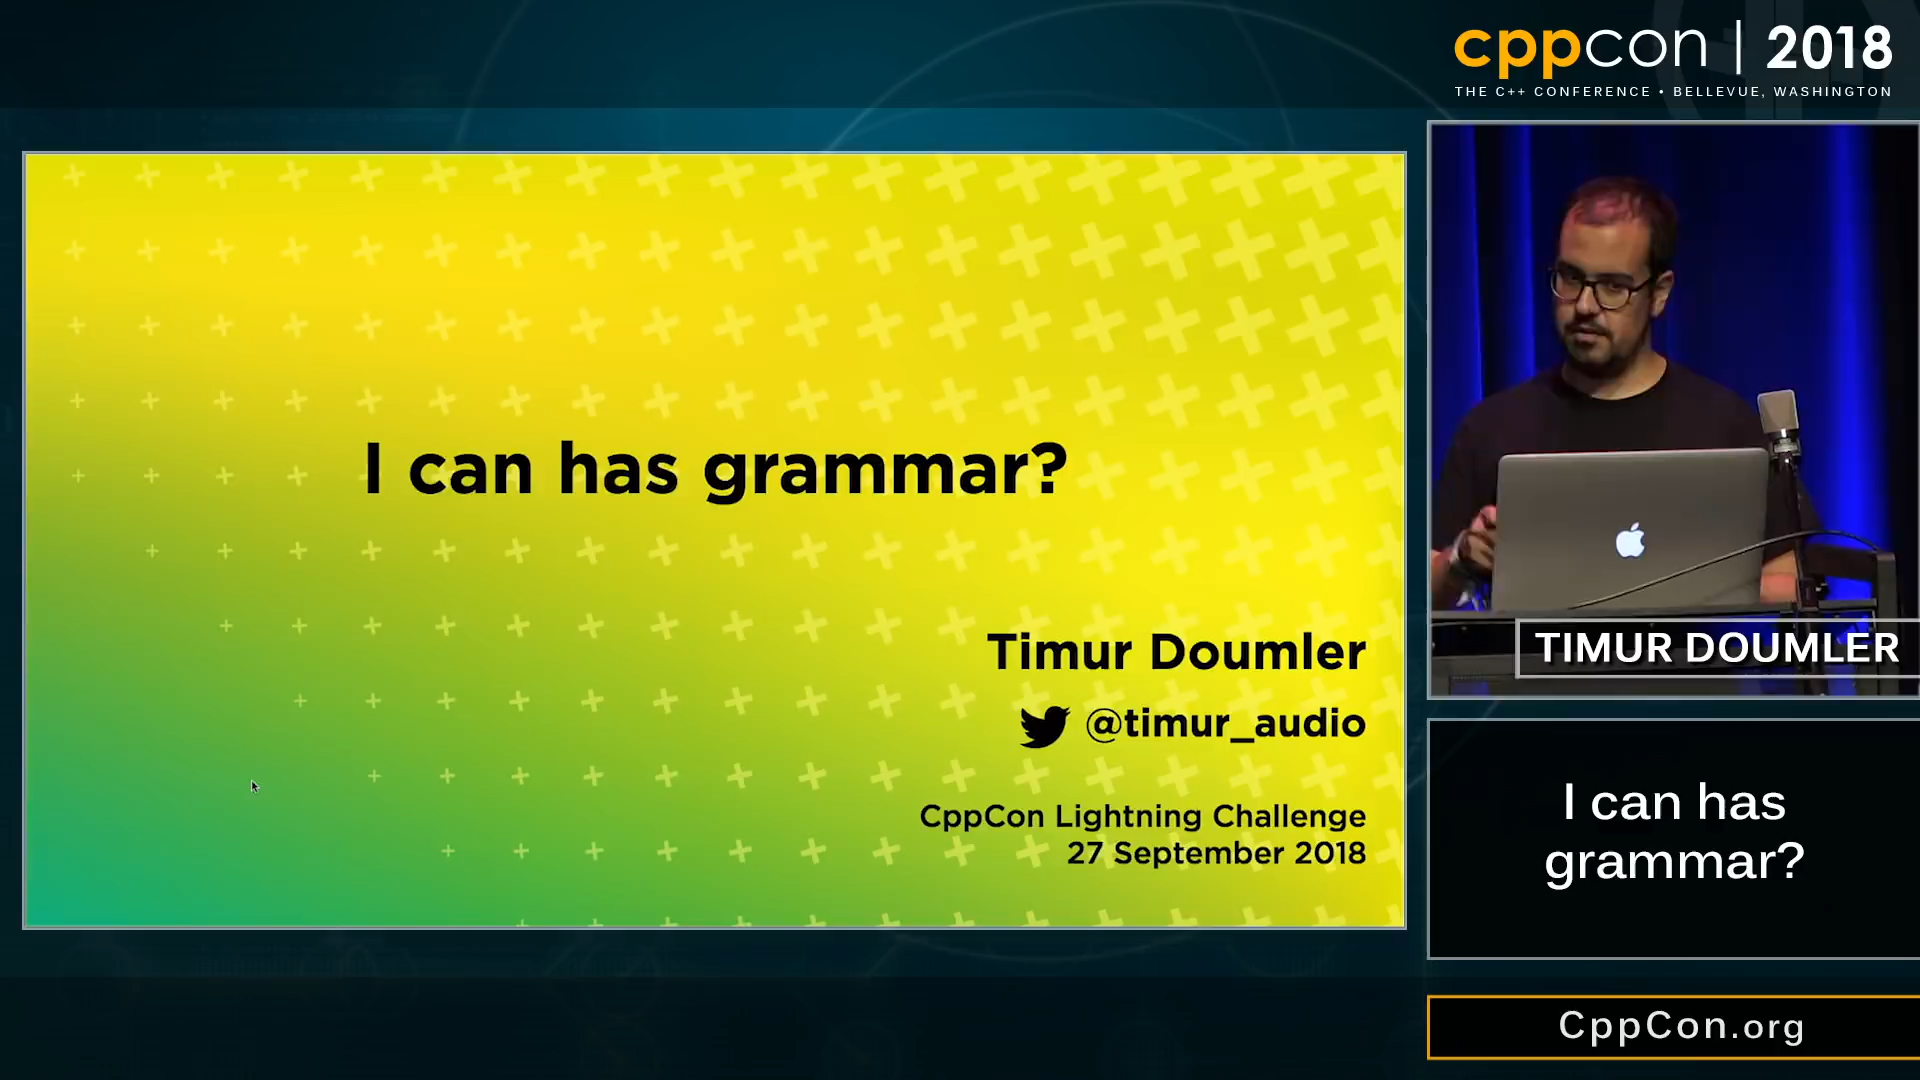 cppcon | 2018
THE C++ CONFERENCE • BELLEVUE, WASHINGTON
I can has grammar?
Timur Doumler
@timur_audio
CppCon Lightning Challenge
27 September 2018
TIMUR DOUMLER
I can has
grammar?
CppCon.org